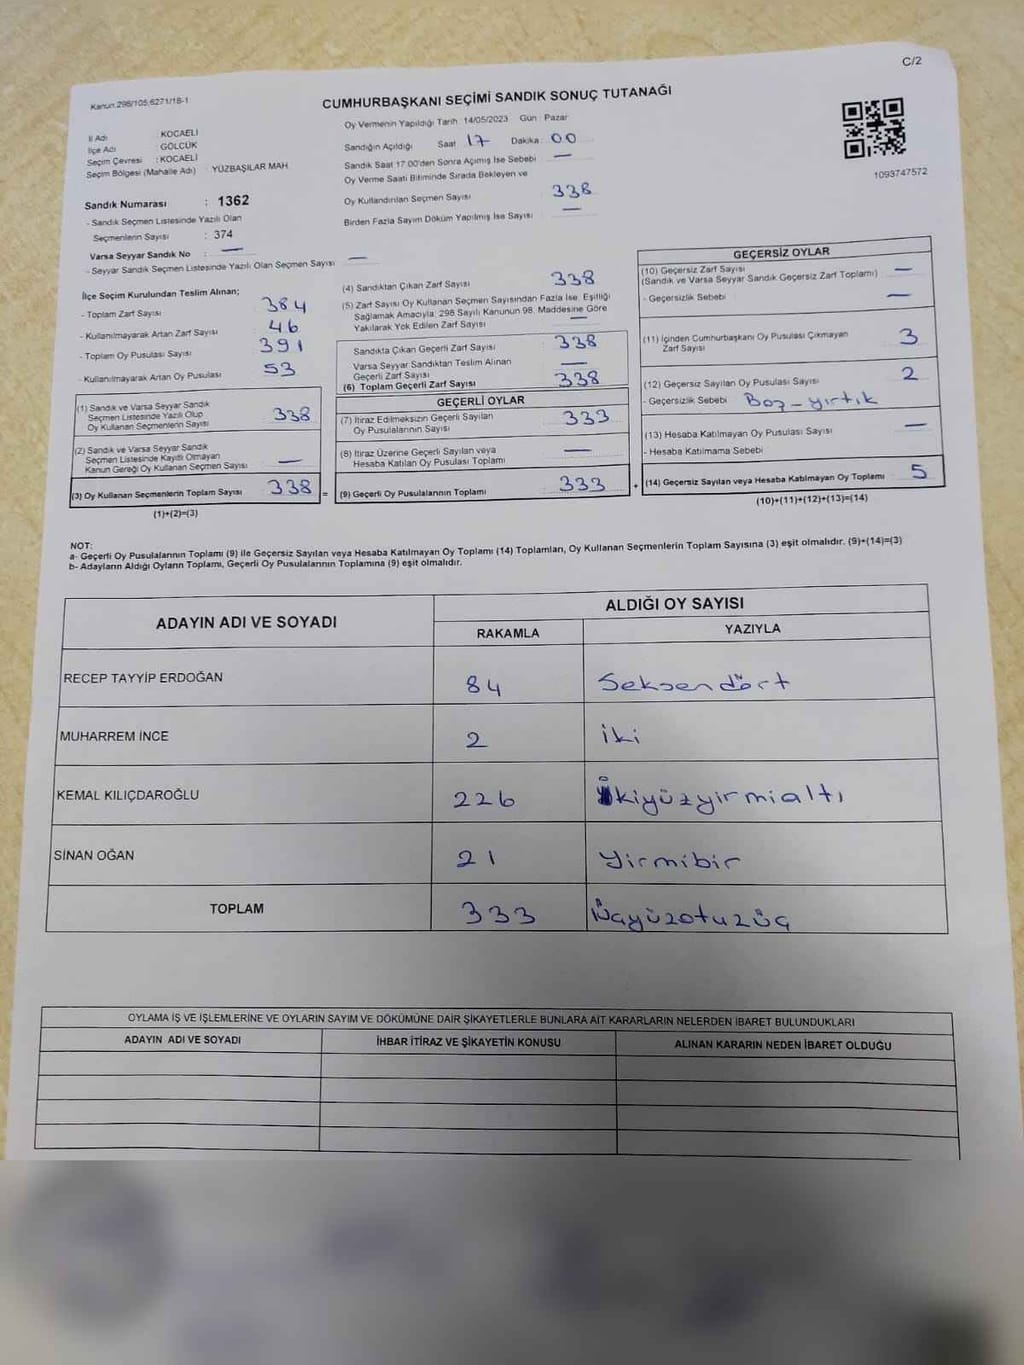 C/2
Kanun.298/105,6271/18-1
CUMHURBAŞKANI SEÇİMİ SANDIK SONUÇ TUTANAĞI
İl Adı : KOCAELİ
İlçe Adı : GÖLCÜK
Seçim Çevresi : KOCAELİ
Seçim Bölgesi (Mahalle Adı) : YÜZBAŞILAR MAH.
Sandık Numarası : 1362
- Sandık Seçmen Listesinde Yazılı Olan
Seçmenlerin Sayısı : 374
Varsa Seyyar Sandık No : —
- Seyyar Sandık Seçmen Listesinde Yazılı Olan Seçmen Sayısı —
Oy Vermenin Yapıldığı Tarih :14/05/2023 Gün : Pazar
Sandığın Açıldığı Saat : 17 Dakika : 00
Sandık Saat 17.00'den Sonra Açımış İse Sebebi —
Oy Verme Saati Bitiminde Sırada Bekleyen ve
Oy Kullandırılan Seçmen Sayısı 338
Birden Fazla Sayım Döküm Yapılmış İse Sayısı —
1093747572
İlçe Seçim Kurulundan Teslim Alınan;
- Toplam Zarf Sayısı 384
- Kullanılmayarak Artan Zarf Sayısı 46
- Toplam Oy Pusulası Sayısı 391
- Kullanılmayarak Artan Oy Pusulası 53
(1) Sandık ve Varsa Seyyar Sandık
Seçmen Listesinde Yazılı Olup
Oy Kullanan Seçmenlerin Sayısı 338
(2) Sandık ve Varsa Seyyar Sandık
Seçmen Listesinde Kayıtlı Olmayan
Kanun Gereği Oy Kullanan Seçmen Sayısı —
(3) Oy Kullanan Seçmenlerin Toplam Sayısı 338 =
(1)+(2)=(3)
(4) Sandıktan Çıkan Zarf Sayısı 338
(5) Zarf Sayısı Oy Kullanan Seçmen Sayısından Fazla İse, Eşitliği
Sağlamak Amacıyla; 298 Sayılı Kanunun 98. Maddesine Göre
Yakılarak Yok Edilen Zarf Sayısı —
Sandıkta Çıkan Geçerli Zarf Sayısı 338
Varsa Seyyar Sandıktan Teslim Alınan
Geçerli Zarf Sayısı —
(6) Toplam Geçerli Zarf Sayısı 338
GEÇERLİ OYLAR
(7) İtiraz Edilmeksizin Geçerli Sayılan
Oy Pusulalarının Sayısı 333
(8) İtiraz Üzerine Geçerli Sayılan veya
Hesaba Katılan Oy Pusulası Toplamı —
(9) Geçerli Oy Pusulalarının Toplamı 333 +
GEÇERSİZ OYLAR
(10) Geçersiz Zarf Sayısı —
(Sandık ve Varsa Seyyar Sandık Geçersiz Zarf Toplamı)
- Geçersizlik Sebebi —
(11) İçinden Cumhurbaşkanı Oy Pusulası Çıkmayan
Zarf Sayısı 3
(12) Geçersiz Sayılan Oy Pusulası Sayısı 2
- Geçersizlik Sebebi Boş-yırtık
(13) Hesaba Katılmayan Oy Pusulası Sayısı —
- Hesaba Katılmama Sebebi
(14) Geçersiz Sayılan veya Hesaba Katılmayan Oy Toplamı 5
(10)+(11)+(12)+(13)=(14)
NOT:
a- Geçerli Oy Pusulalarının Toplamı (9) ile Geçersiz Sayılan veya Hesaba Katılmayan Oy Toplamı (14) Toplamları, Oy Kullanan Seçmenlerin Toplam Sayısına (3) eşit olmalıdır. (9)+(14)=(3)
b- Adayların Aldığı Oyların Toplamı, Geçerli Oy Pusulalarının Toplamına (9) eşit olmalıdır.
ADAYIN ADI VE SOYADI ALDIĞI OY SAYISI
RAKAMLA YAZIYLA
RECEP TAYYİP ERDOĞAN 84 Seksendört
MUHARREM İNCE 2 iki
KEMAL KILIÇDAROĞLU 226 ikiyüzyirmialtı
SİNAN OĞAN 21 Yirmibir
TOPLAM 333 Üçyüzotuzüç
OYLAMA İŞ VE İŞLEMLERİNE VE OYLARIN SAYIM VE DÖKÜMÜNE DAİR ŞİKAYETLERLE BUNLARA AİT KARARLARIN NELERDEN İBARET BULUNDUKLARI
ADAYIN ADI VE SOYADI İHBAR İTİRAZ VE ŞİKAYETİN KONUSU ALINAN KARARIN NEDEN İBARET OLDUĞU